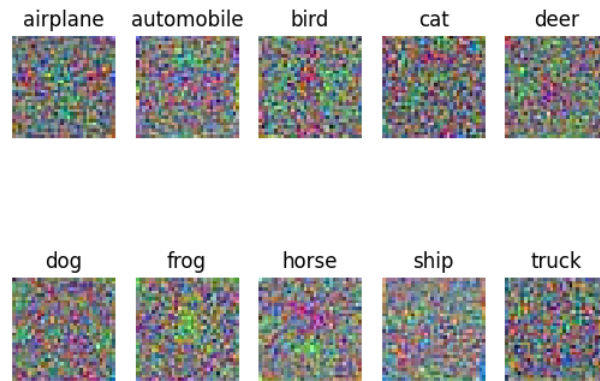 airplane automobile bird cat deer
dog frog horse ship truck